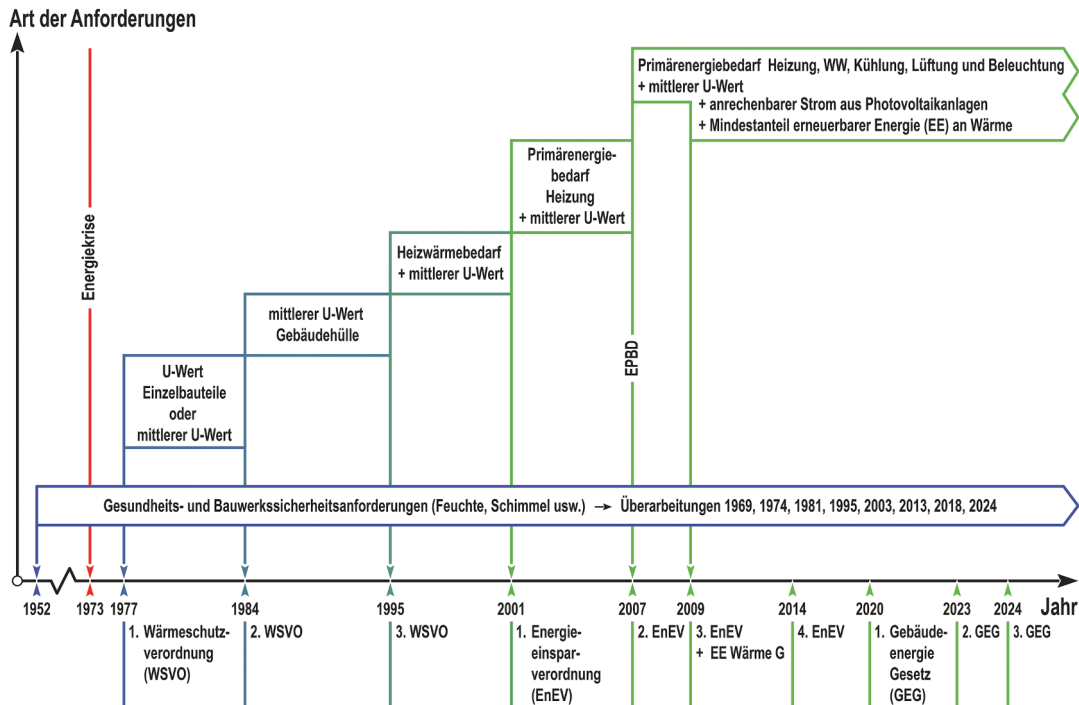 Art der Anforderungen
Primärenergiebedarf Heizung, WW, Kühlung, Lüftung und Beleuchtung
+ mittlerer U-Wert
+ anrechenbarer Strom aus Photovoltaikanlagen
+ Mindestanteil erneuerbarer Energie (EE) an Wärme
Primärenergie-
bedarf
Heizung
+ mittlerer U-Wert
Heizwärmebedarf
+ mittlerer U-Wert
mittlerer U-Wert
Gebäudehülle
U-Wert
Einzelbauteile
oder
mittlerer U-Wert
Energiekrise
EPBD
Gesundheits- und Bauwerkssicherheitsanforderungen (Feuchte, Schimmel usw.) → Überarbeitungen 1969, 1974, 1981, 1995, 2003, 2013, 2018, 2024
1952 1973 1977 1984 1995 2001 2007 2009 2014 2020 2023 2024 Jahr
1. Wärmeschutz-
verordnung
(WSVO)
2. WSVO
3. WSVO
1. Energie-
einspar-
verordnung
(EnEV)
2. EnEV
3. EnEV
+ EE Wärme G
4. EnEV
1. Gebäude-
energie
Gesetz
(GEG)
2. GEG
3. GEG